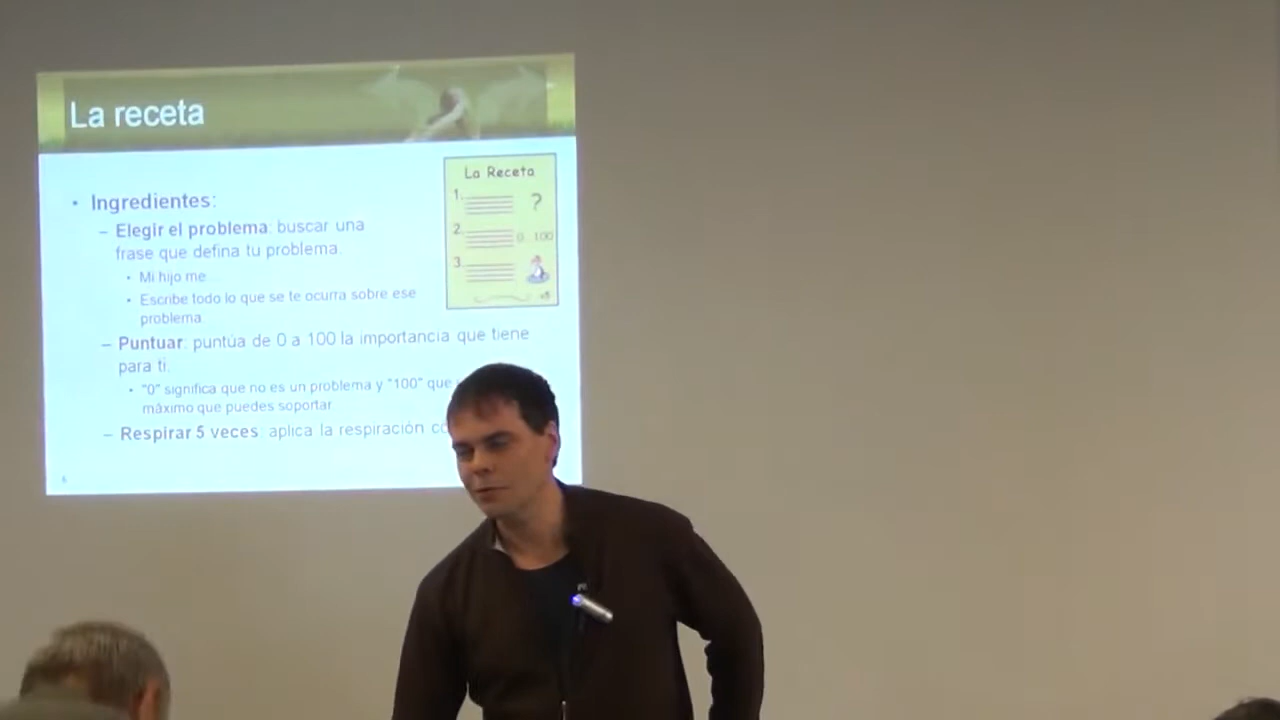 La receta
• Ingredientes:
– Elegir el problema: buscar una
frase que defina tu problema.
• Mi hijo me...
• Escribe todo lo que se te ocurra sobre ese
problema.
– Puntuar: puntúa de 0 a 100 la importancia que tiene
para ti.
• "0" significa que no es un problema y "100" que
máximo que puedes soportar
– Respirar 5 veces: aplica la respiración
La Receta
1. ?
2. 0 100
3.